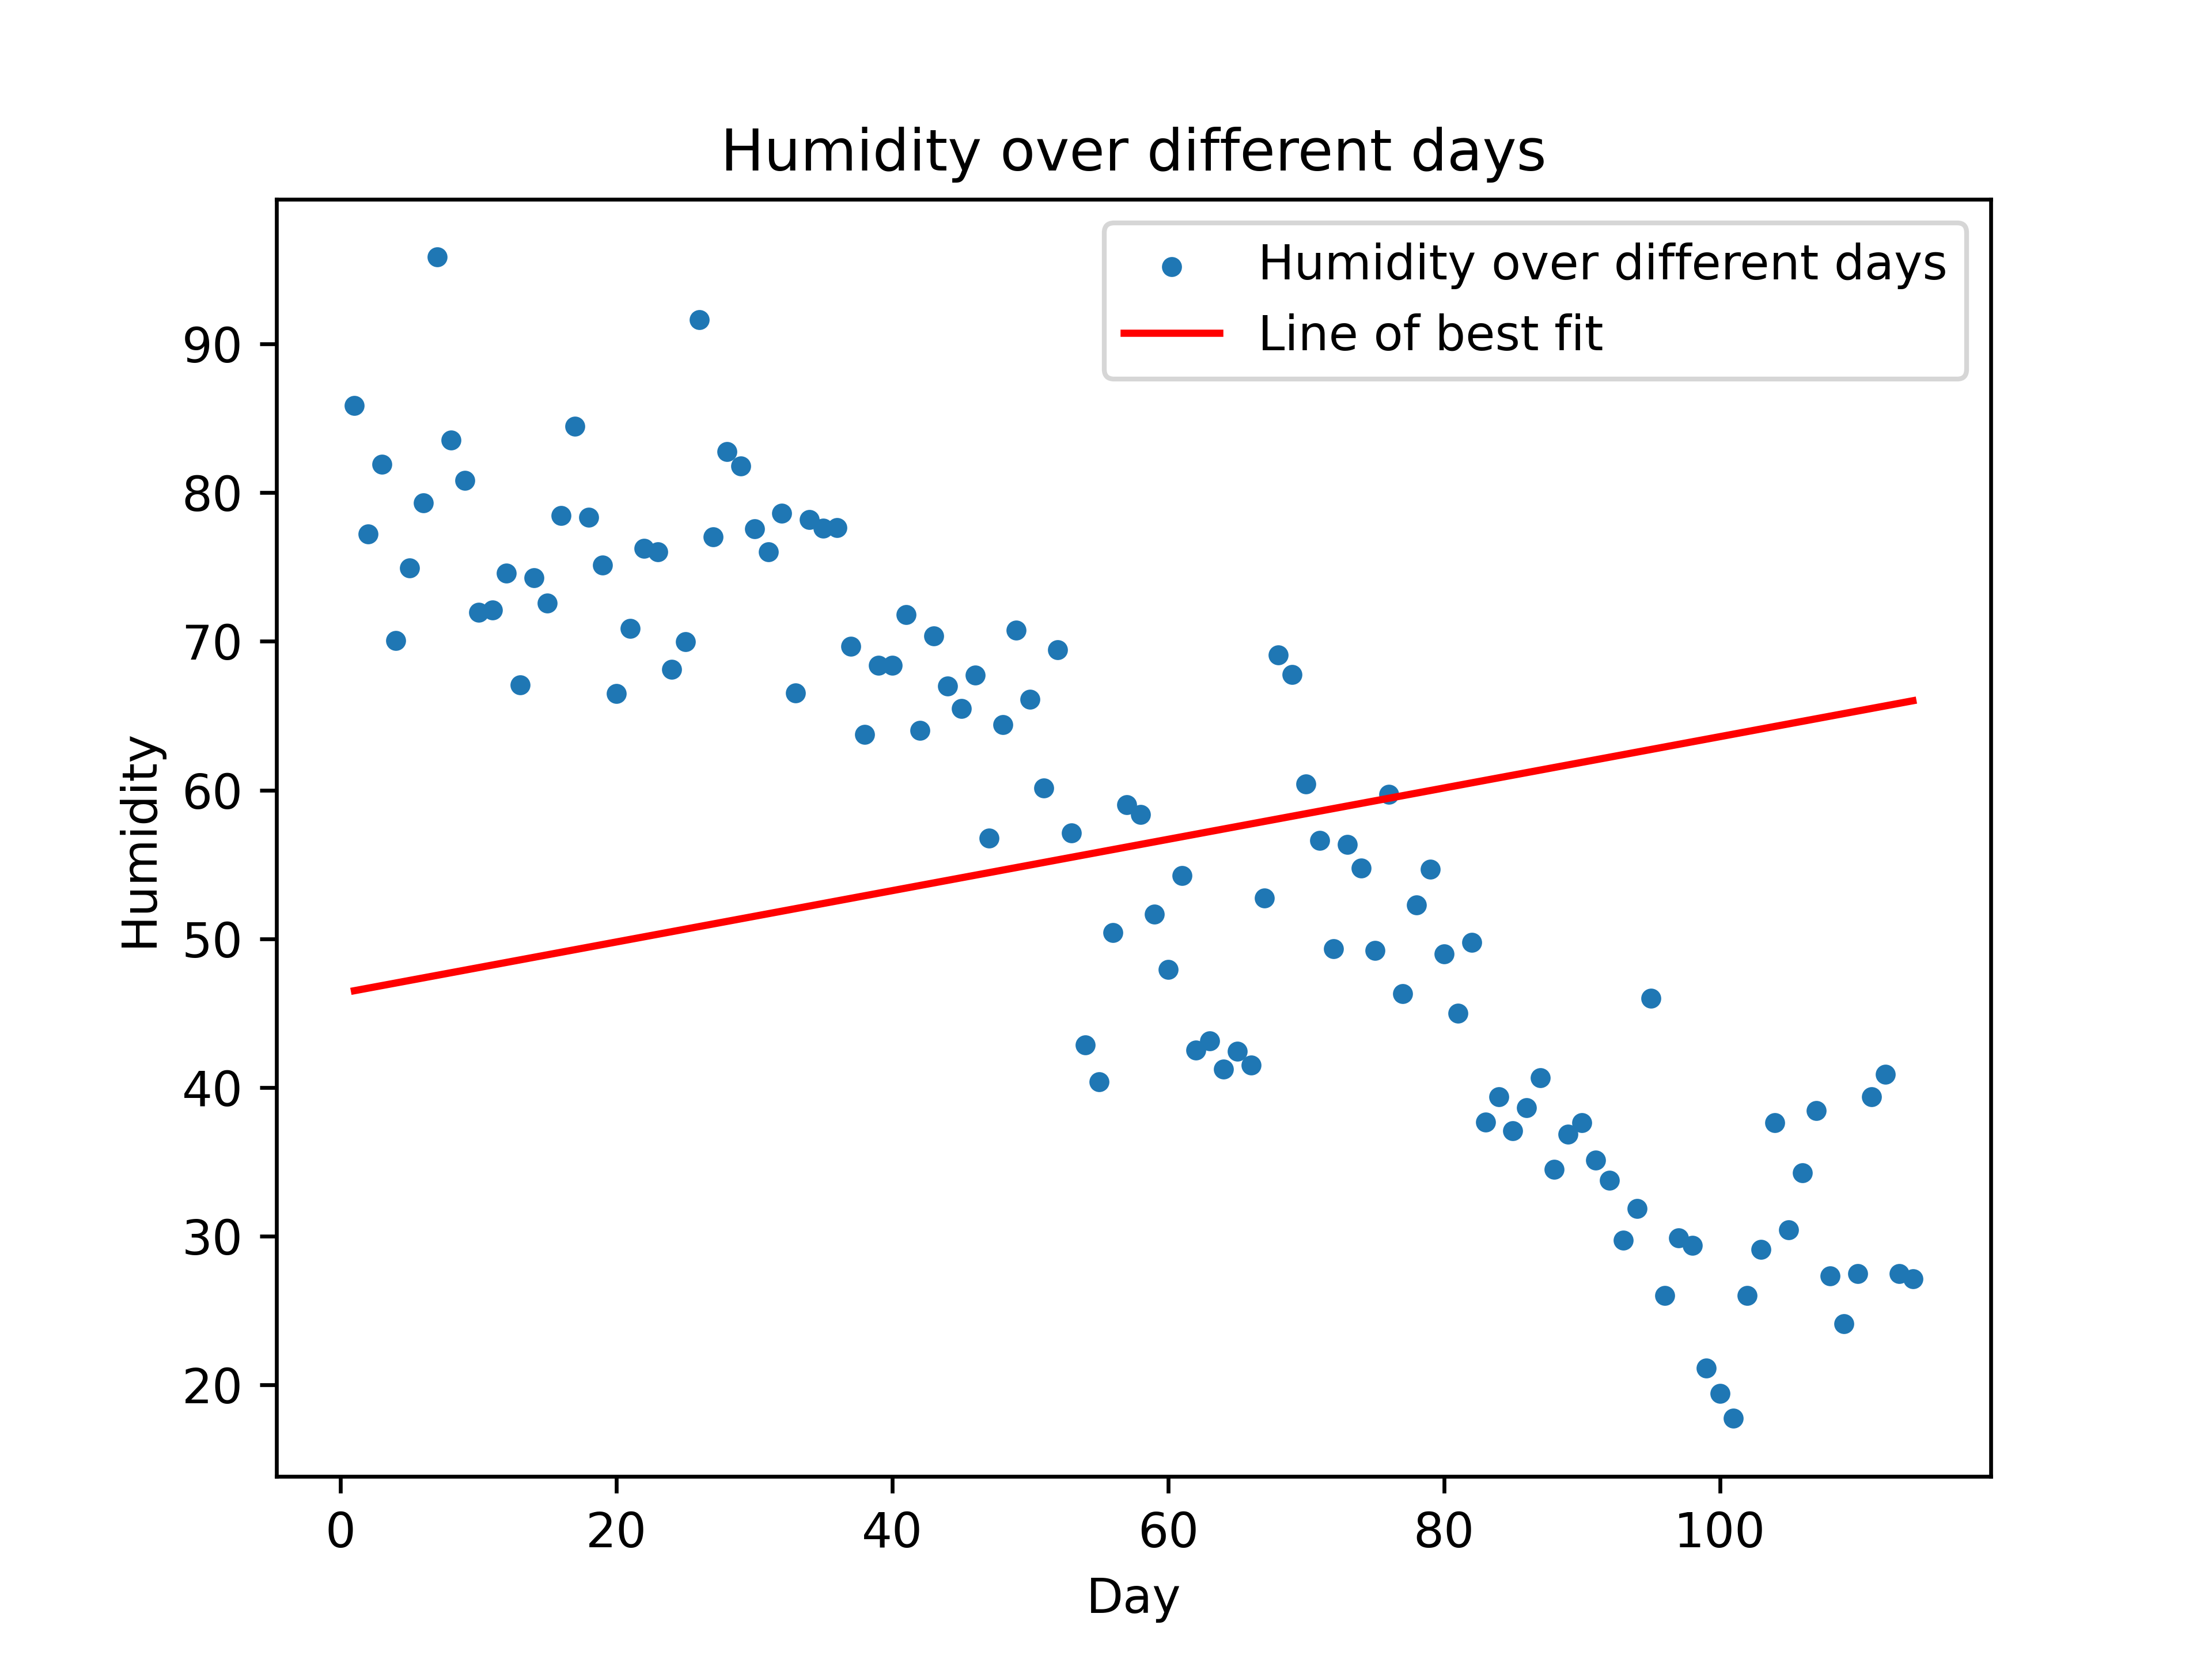 Humidity over different days
Humidity over different days
Line of best fit
90
80
70
60
50
40
30
20
Humidity
0 20 40 60 80 100
Day